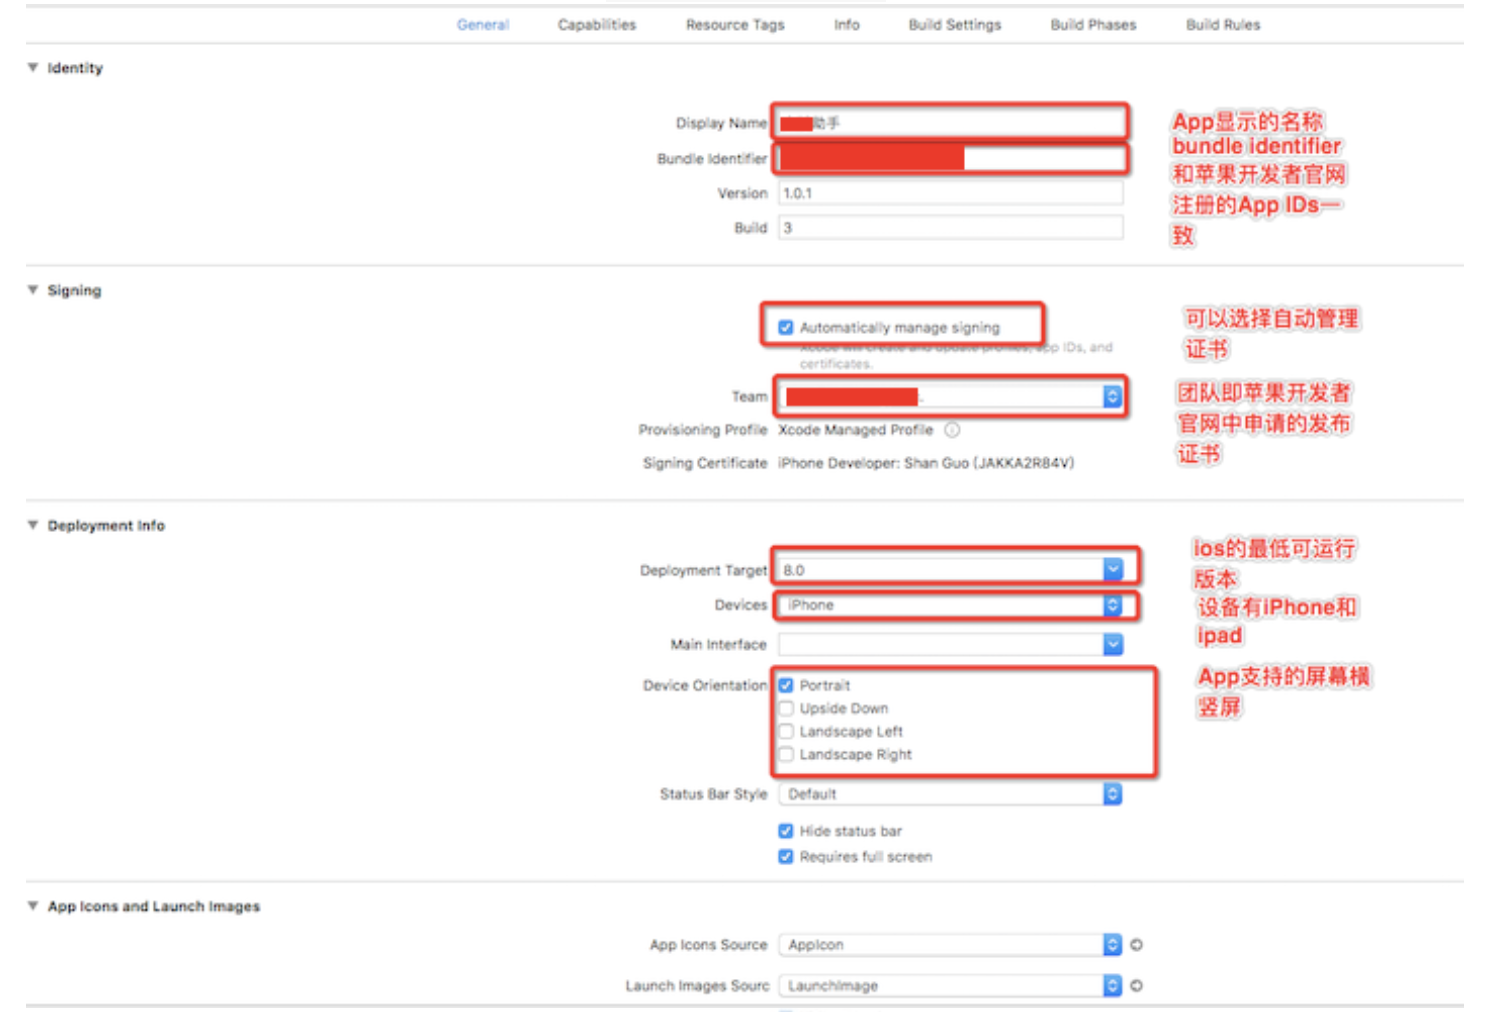 General Capabilities Resource Tags Info Build Settings Build Phases Build Rules
Identity
Display Name 助手
Bundle Identifier
Version 1.0.1
Build 3
App显示的名称
bundle identifier
和苹果开发者官网
注册的App IDs一
致
Signing
Automatically manage signing
Xcode will create and update profiles, app IDs, and
certificates.
可以选择自动管理
证书
Team
Provisioning Profile Xcode Managed Profile
Signing Certificate iPhone Developer: Shan Guo (JAKKA2R84V)
团队即苹果开发者
官网中申请的发布
证书
Deployment Info
Deployment Target 8.0
Devices iPhone
Main Interface
Device Orientation Portrait
Upside Down
Landscape Left
Landscape Right
Status Bar Style Default
Hide status bar
Requires full screen
ios的最低可运行
版本
设备有iPhone和
ipad
App支持的屏幕横
竖屏
App Icons and Launch Images
App Icons Source AppIcon
Launch Images Sourc LaunchImage